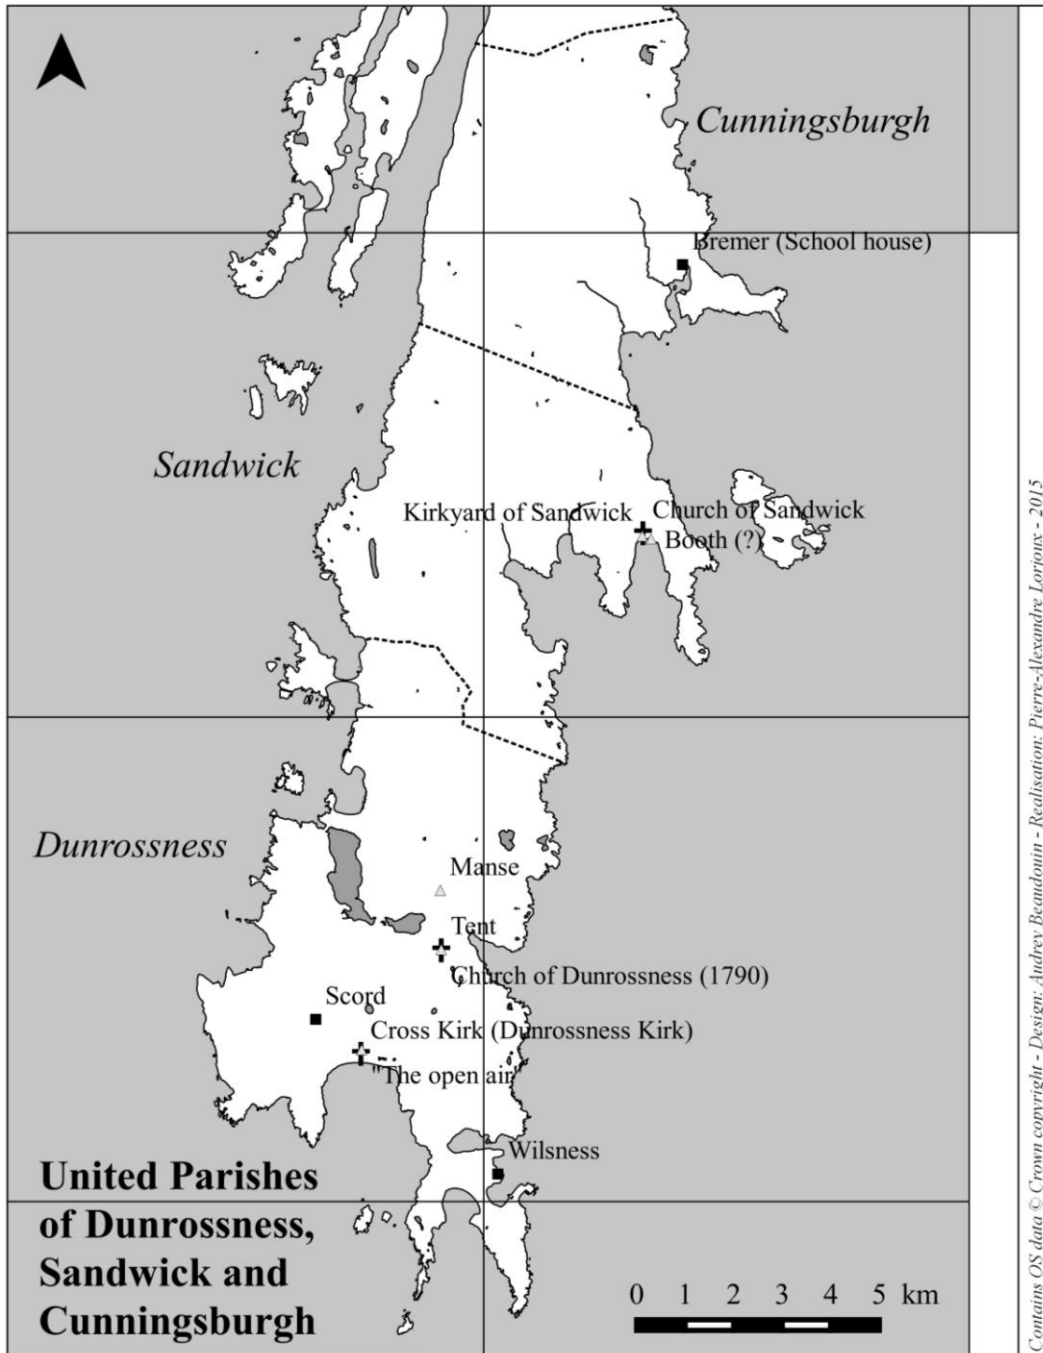 Cunningsburgh
Bremer (School house)
Sandwick
Kirkyard of Sandwick
Church of Sandwick
Booth (?)
Dunrossness
Manse
Tent
Church of Dunrossness (1790)
Scord
Cross Kirk (Dunrossness Kirk)
"The open air"
Wilsness
United Parishes
of Dunrossness,
Sandwick and
Cunningsburgh
0 1 2 3 4 5 km
Contains OS data © Crown copyright - Design: Audrey Beaudouin - Realisation: Pierre-Alexandre Lorioux - 2015